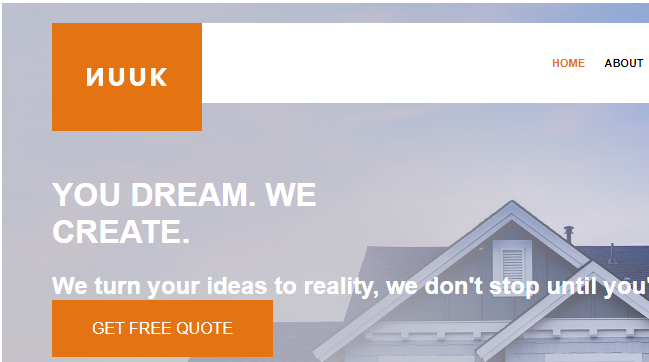 ИUUK
HOME ABOUT
YOU DREAM. WE
CREATE.
We turn your ideas to reality, we don't stop until you'
GET FREE QUOTE